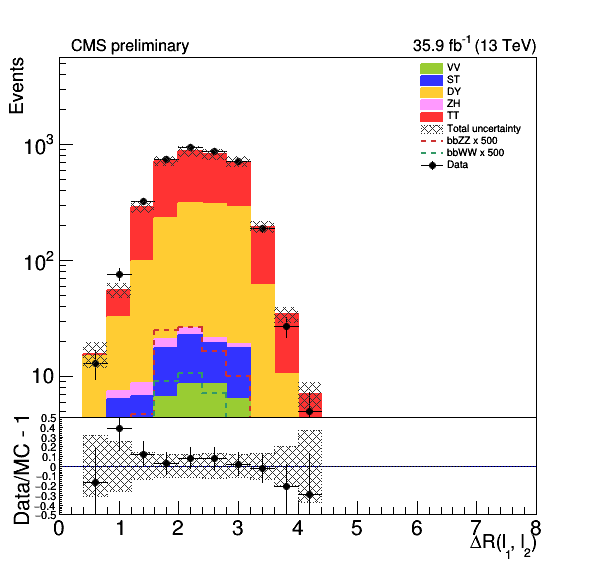 CMS preliminary 35.9 fb⁻¹ (13 TeV)
Events
VV
ST
DY
ZH
TT
Total uncertainty
bbZZ x 500
bbWW x 500
Data
10³
10²
10
Data/MC - 1
0.5
0.4
0.3
0.2
0.1
0
-0.1
-0.2
-0.3
-0.4
-0.5
0 1 2 3 4 5 6 7 8
ΔR(l₁, l₂)